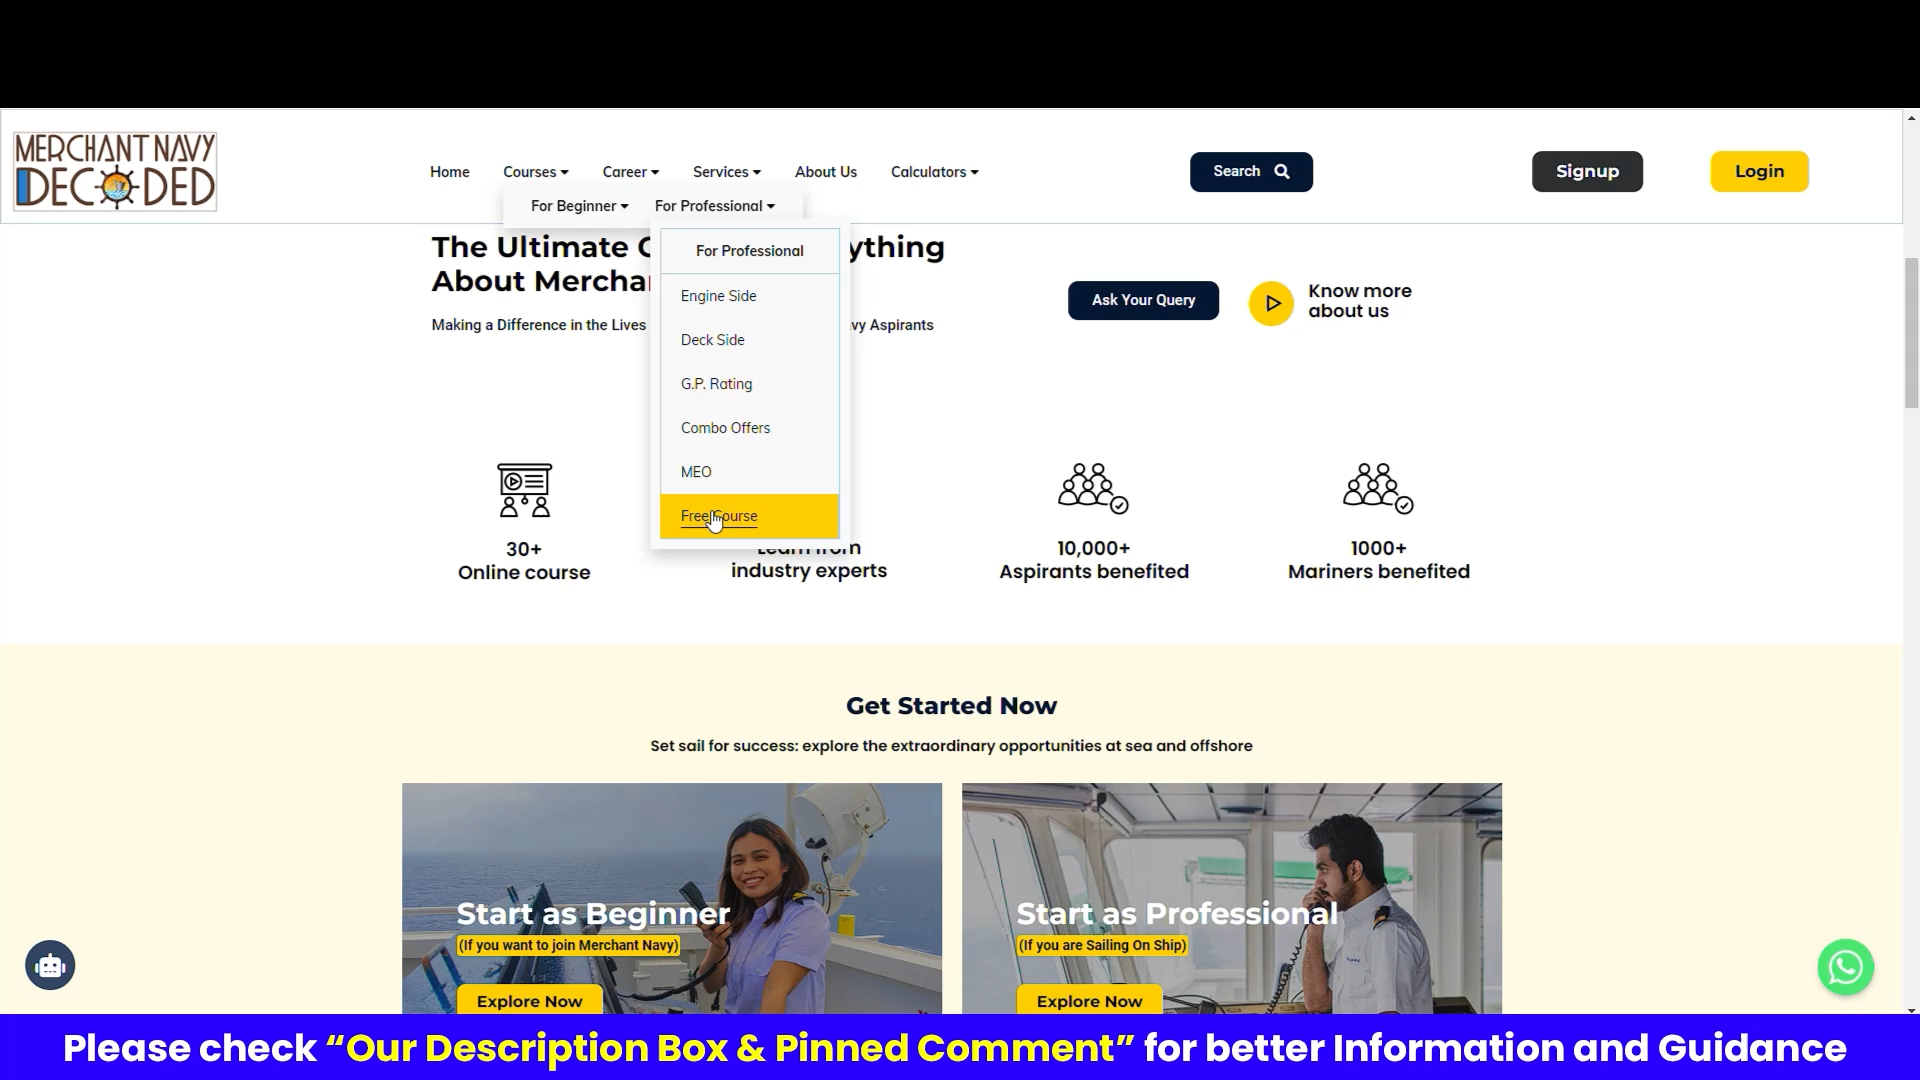 MERCHANT NAVY
DECODED
Home
Courses
Career
Services
About Us
Calculators
Search
Signup
Login
For Beginner
For Professional
For Professional
Engine Side
Deck Side
G.P. Rating
Combo Offers
MEO
Free Course
The Ultimate ything
About Mercha
Making a Difference in the Lives vy Aspirants
Ask Your Query
Know more
about us
30+
Online course
Learn from
industry experts
10,000+
Aspirants benefited
1000+
Mariners benefited
Get Started Now
Set sail for success: explore the extraordinary opportunities at sea and offshore
Start as Beginner
(If you want to join Merchant Navy)
Explore Now
Start as Professional
(If you are Sailing On Ship)
Explore Now
Please check “Our Description Box & Pinned Comment” for better Information and Guidance